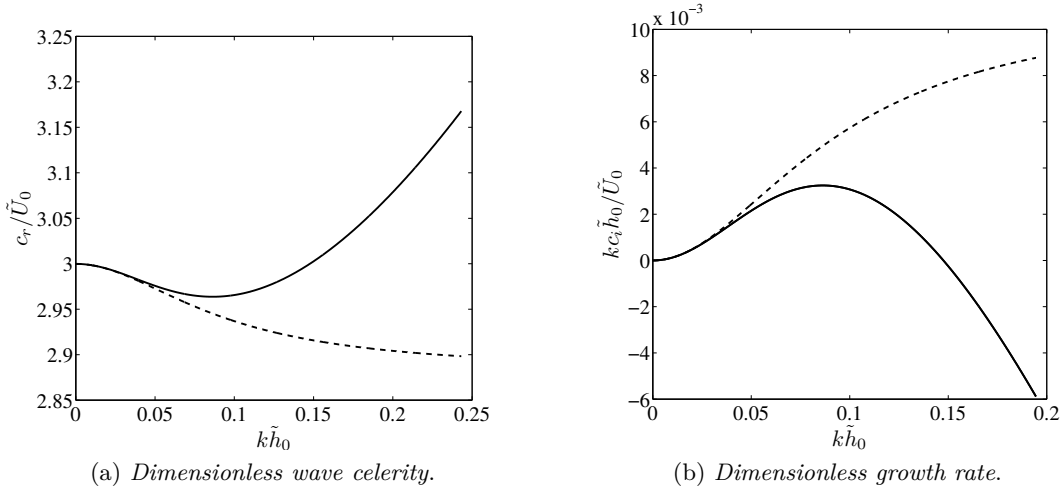 3.25
3.2
3.15
3.1
3.05
3
2.95
2.9
2.85
c_r/Ũ_0
0 0.05 0.1 0.15 0.2 0.25
kh̃_0
(a) Dimensionless wave celerity.
x 10^−3
10
8
6
4
2
0
−2
−4
−6
kc_i h̃_0/Ũ_0
0 0.05 0.1 0.15 0.2
kh̃_0
(b) Dimensionless growth rate.